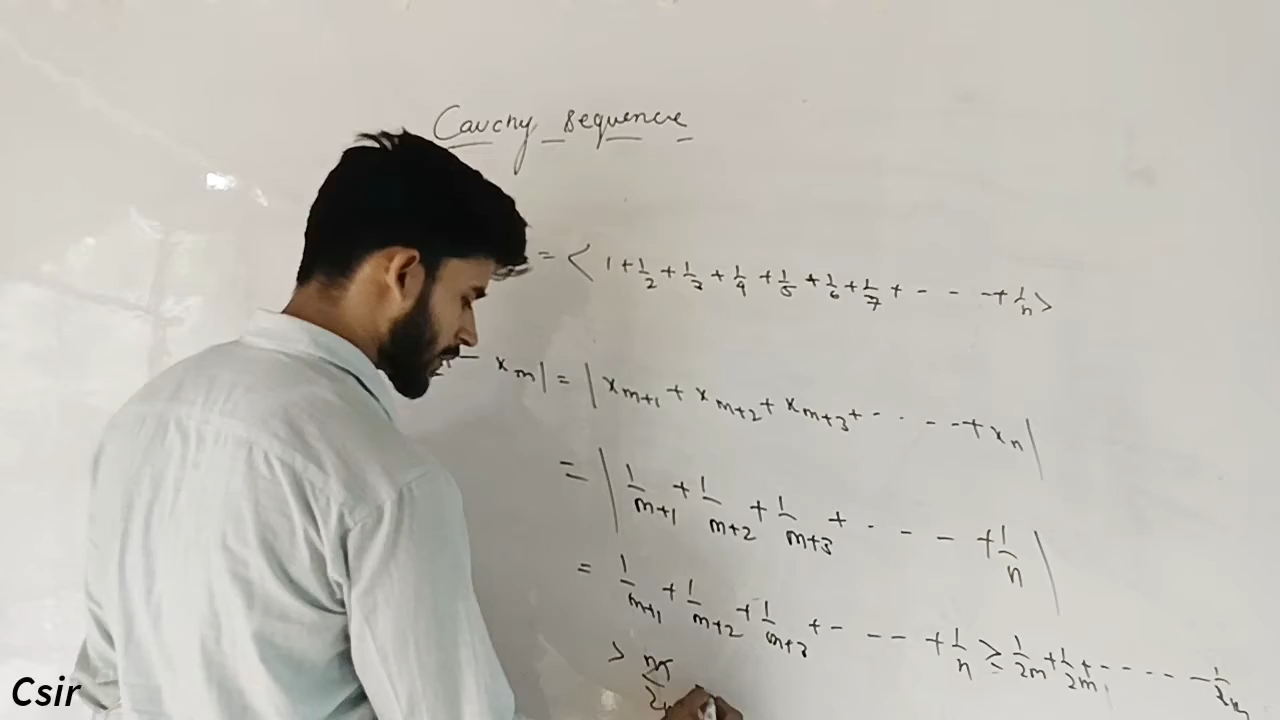 Cauchy sequence
= < 1 + 1/2 + 1/3 + 1/4 + 1/5 + 1/6 + 1/7 + - - - + 1/n >
- x_m | = | x_{m+1} + x_{m+2} + x_{m+3} + - - - - + x_n |
= | 1/(m+1) + 1/(m+2) + 1/(m+3) + - - - + 1/n |
= 1/(m+1) + 1/(m+2) + 1/(m+3) + - - - - + 1/n ≥ 1/2m + 1/2m + - - - - - 1/2m
> m
Csir